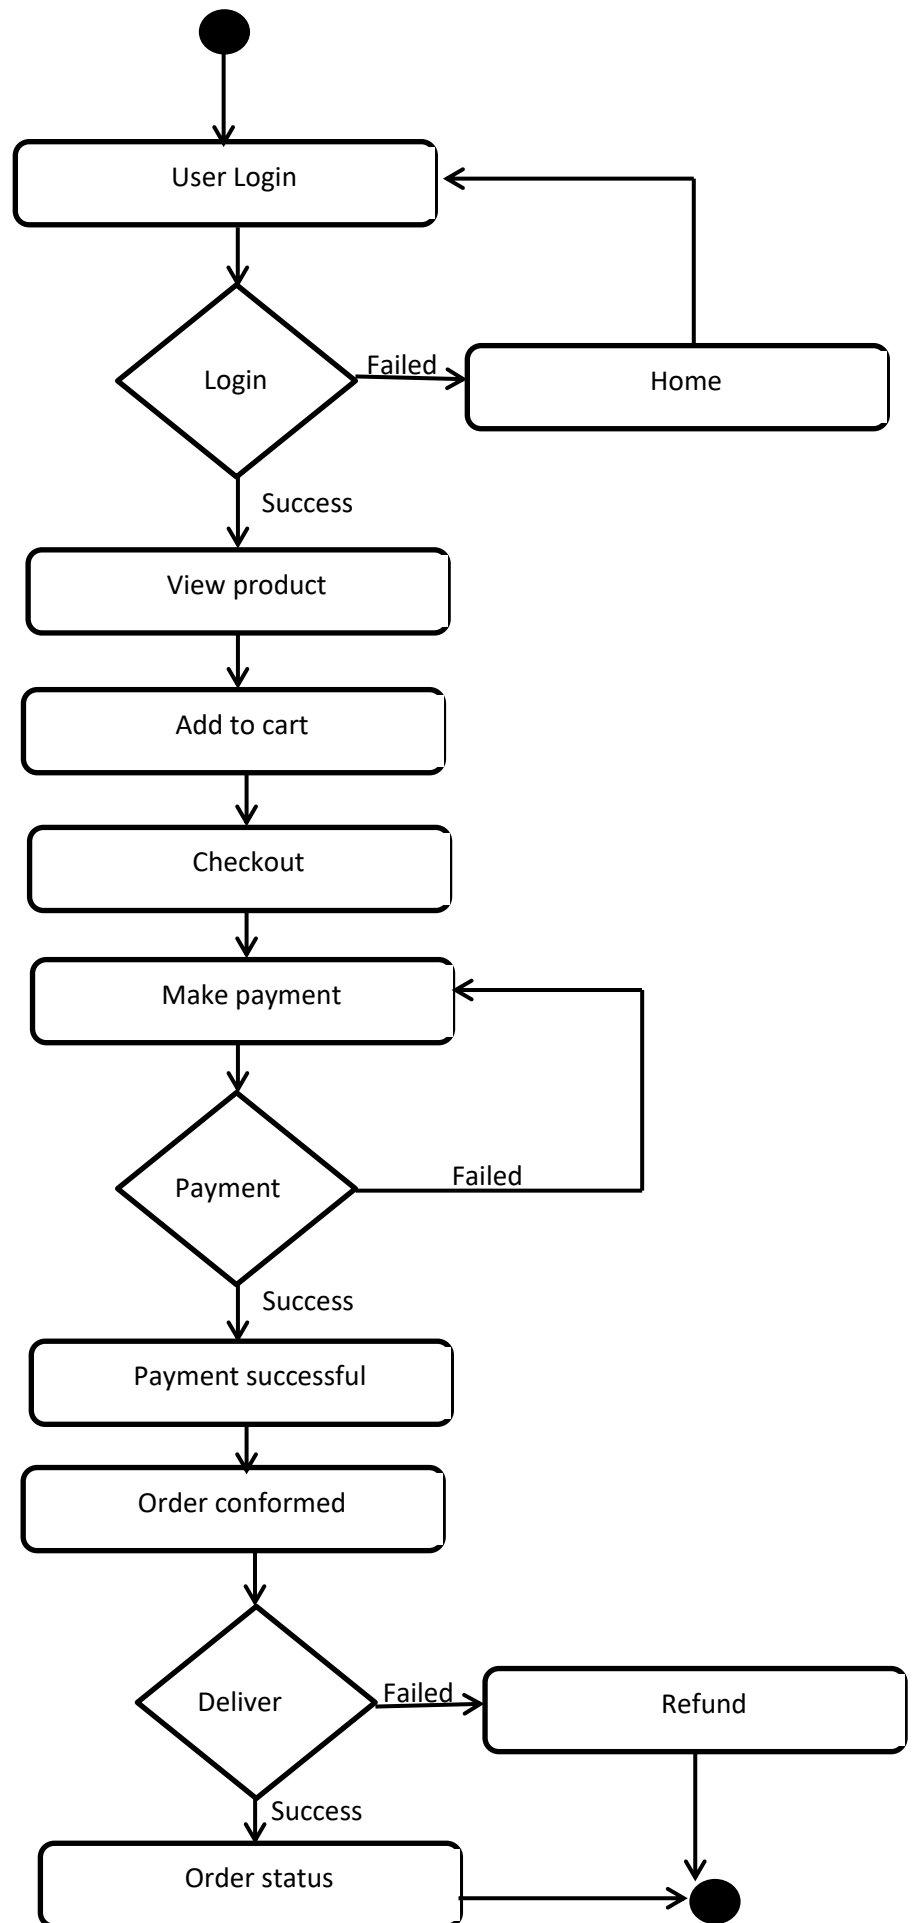 User Login
Login
Failed
Home
Success
View product
Add to cart
Checkout
Make payment
Payment
Failed
Success
Payment successful
Order conformed
Deliver
Failed
Refund
Success
Order status